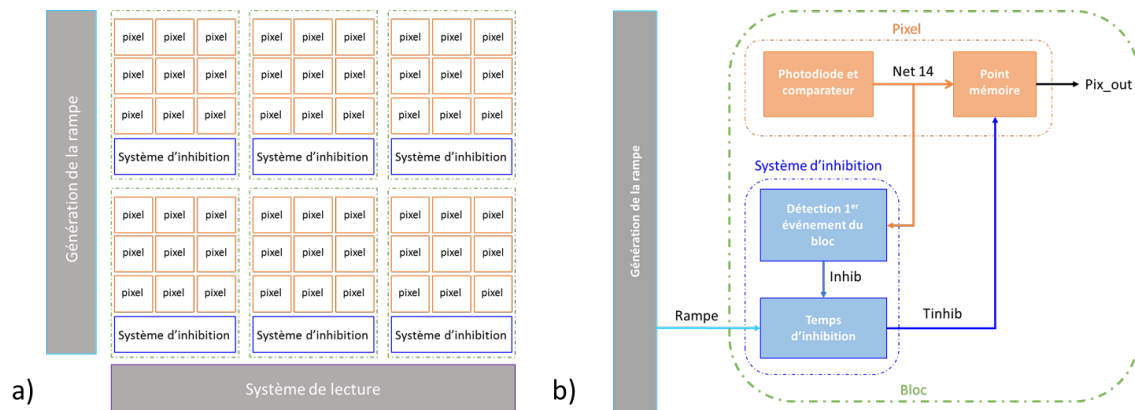 Génération de la rampe
pixel pixel pixel pixel pixel pixel pixel pixel pixel
pixel pixel pixel pixel pixel pixel pixel pixel pixel
pixel pixel pixel pixel pixel pixel pixel pixel pixel
Système d'inhibition Système d'inhibition Système d'inhibition
pixel pixel pixel pixel pixel pixel pixel pixel pixel
pixel pixel pixel pixel pixel pixel pixel pixel pixel
pixel pixel pixel pixel pixel pixel pixel pixel pixel
Système d'inhibition Système d'inhibition Système d'inhibition
Système de lecture
a)
Génération de la rampe
Pixel
Photodiode et
comparateur
Net 14
Point
mémoire
Pix_out
Système d'inhibition
Détection 1er
événement du
bloc
Inhib
Rampe
Temps
d'inhibition
Tinhib
Bloc
b)